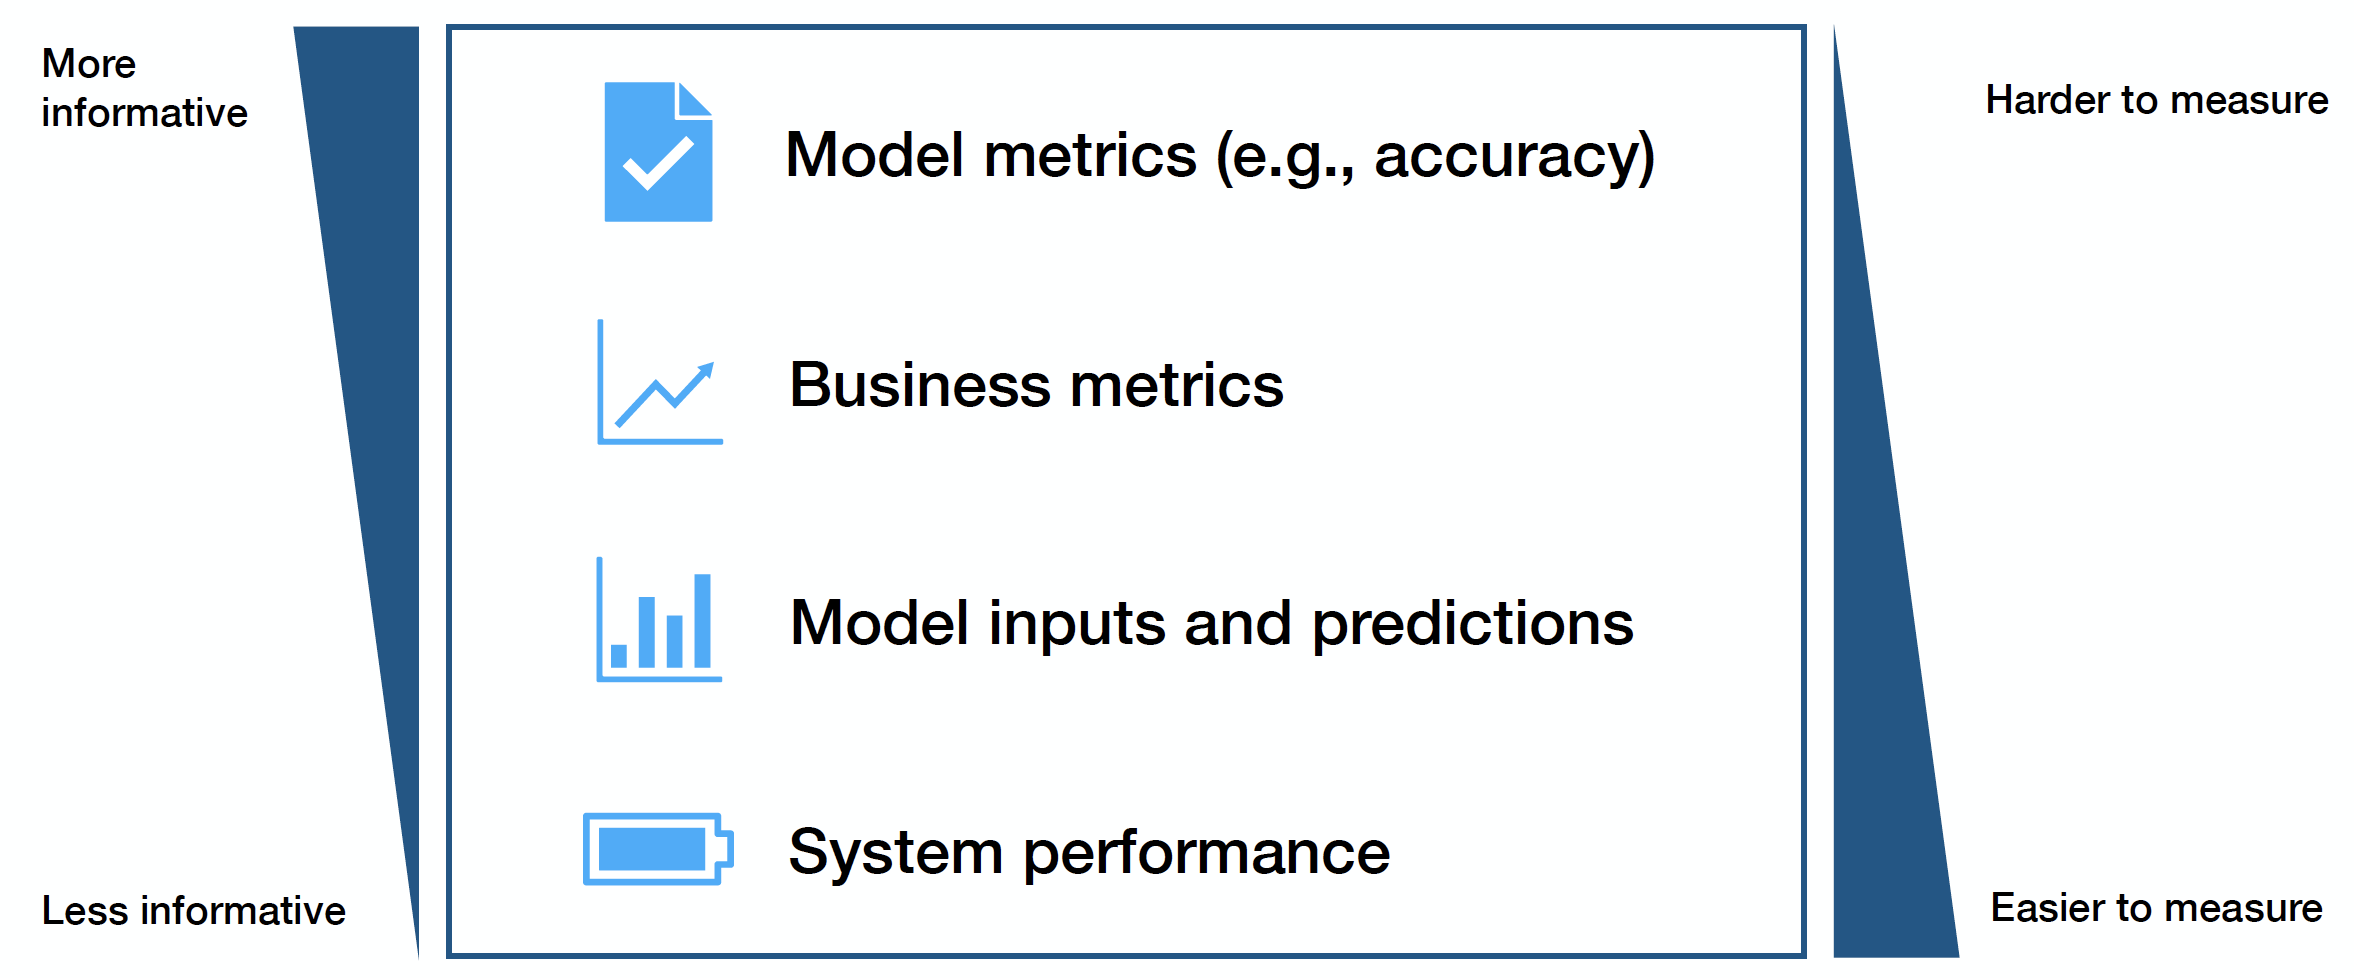 More
informative
Harder to measure
Model metrics (e.g., accuracy)
Business metrics
Model inputs and predictions
System performance
Less informative
Easier to measure